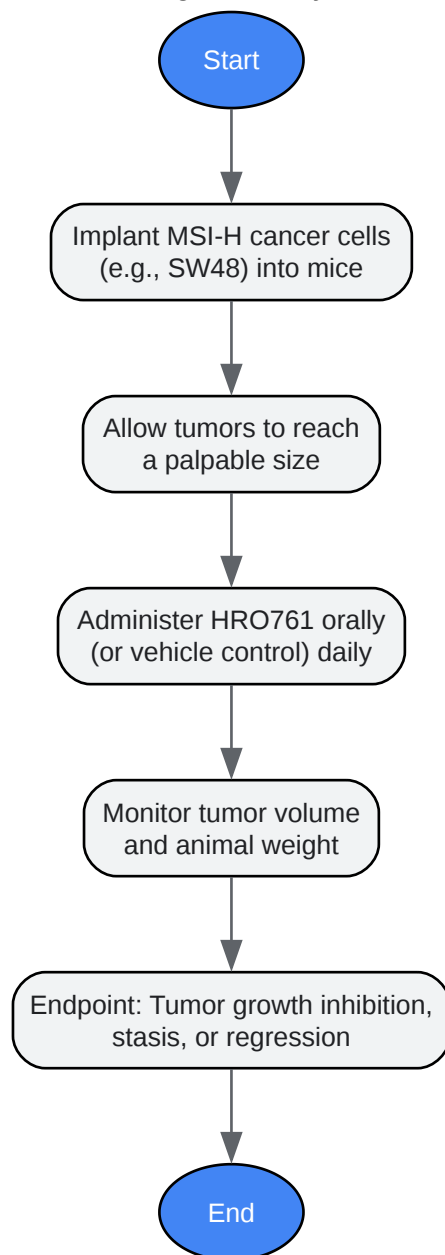 Start
Implant MSI-H cancer cells
(e.g., SW48) into mice
Allow tumors to reach
a palpable size
Administer HRO761 orally
(or vehicle control) daily
Monitor tumor volume
and animal weight
Endpoint: Tumor growth inhibition,
stasis, or regression
End